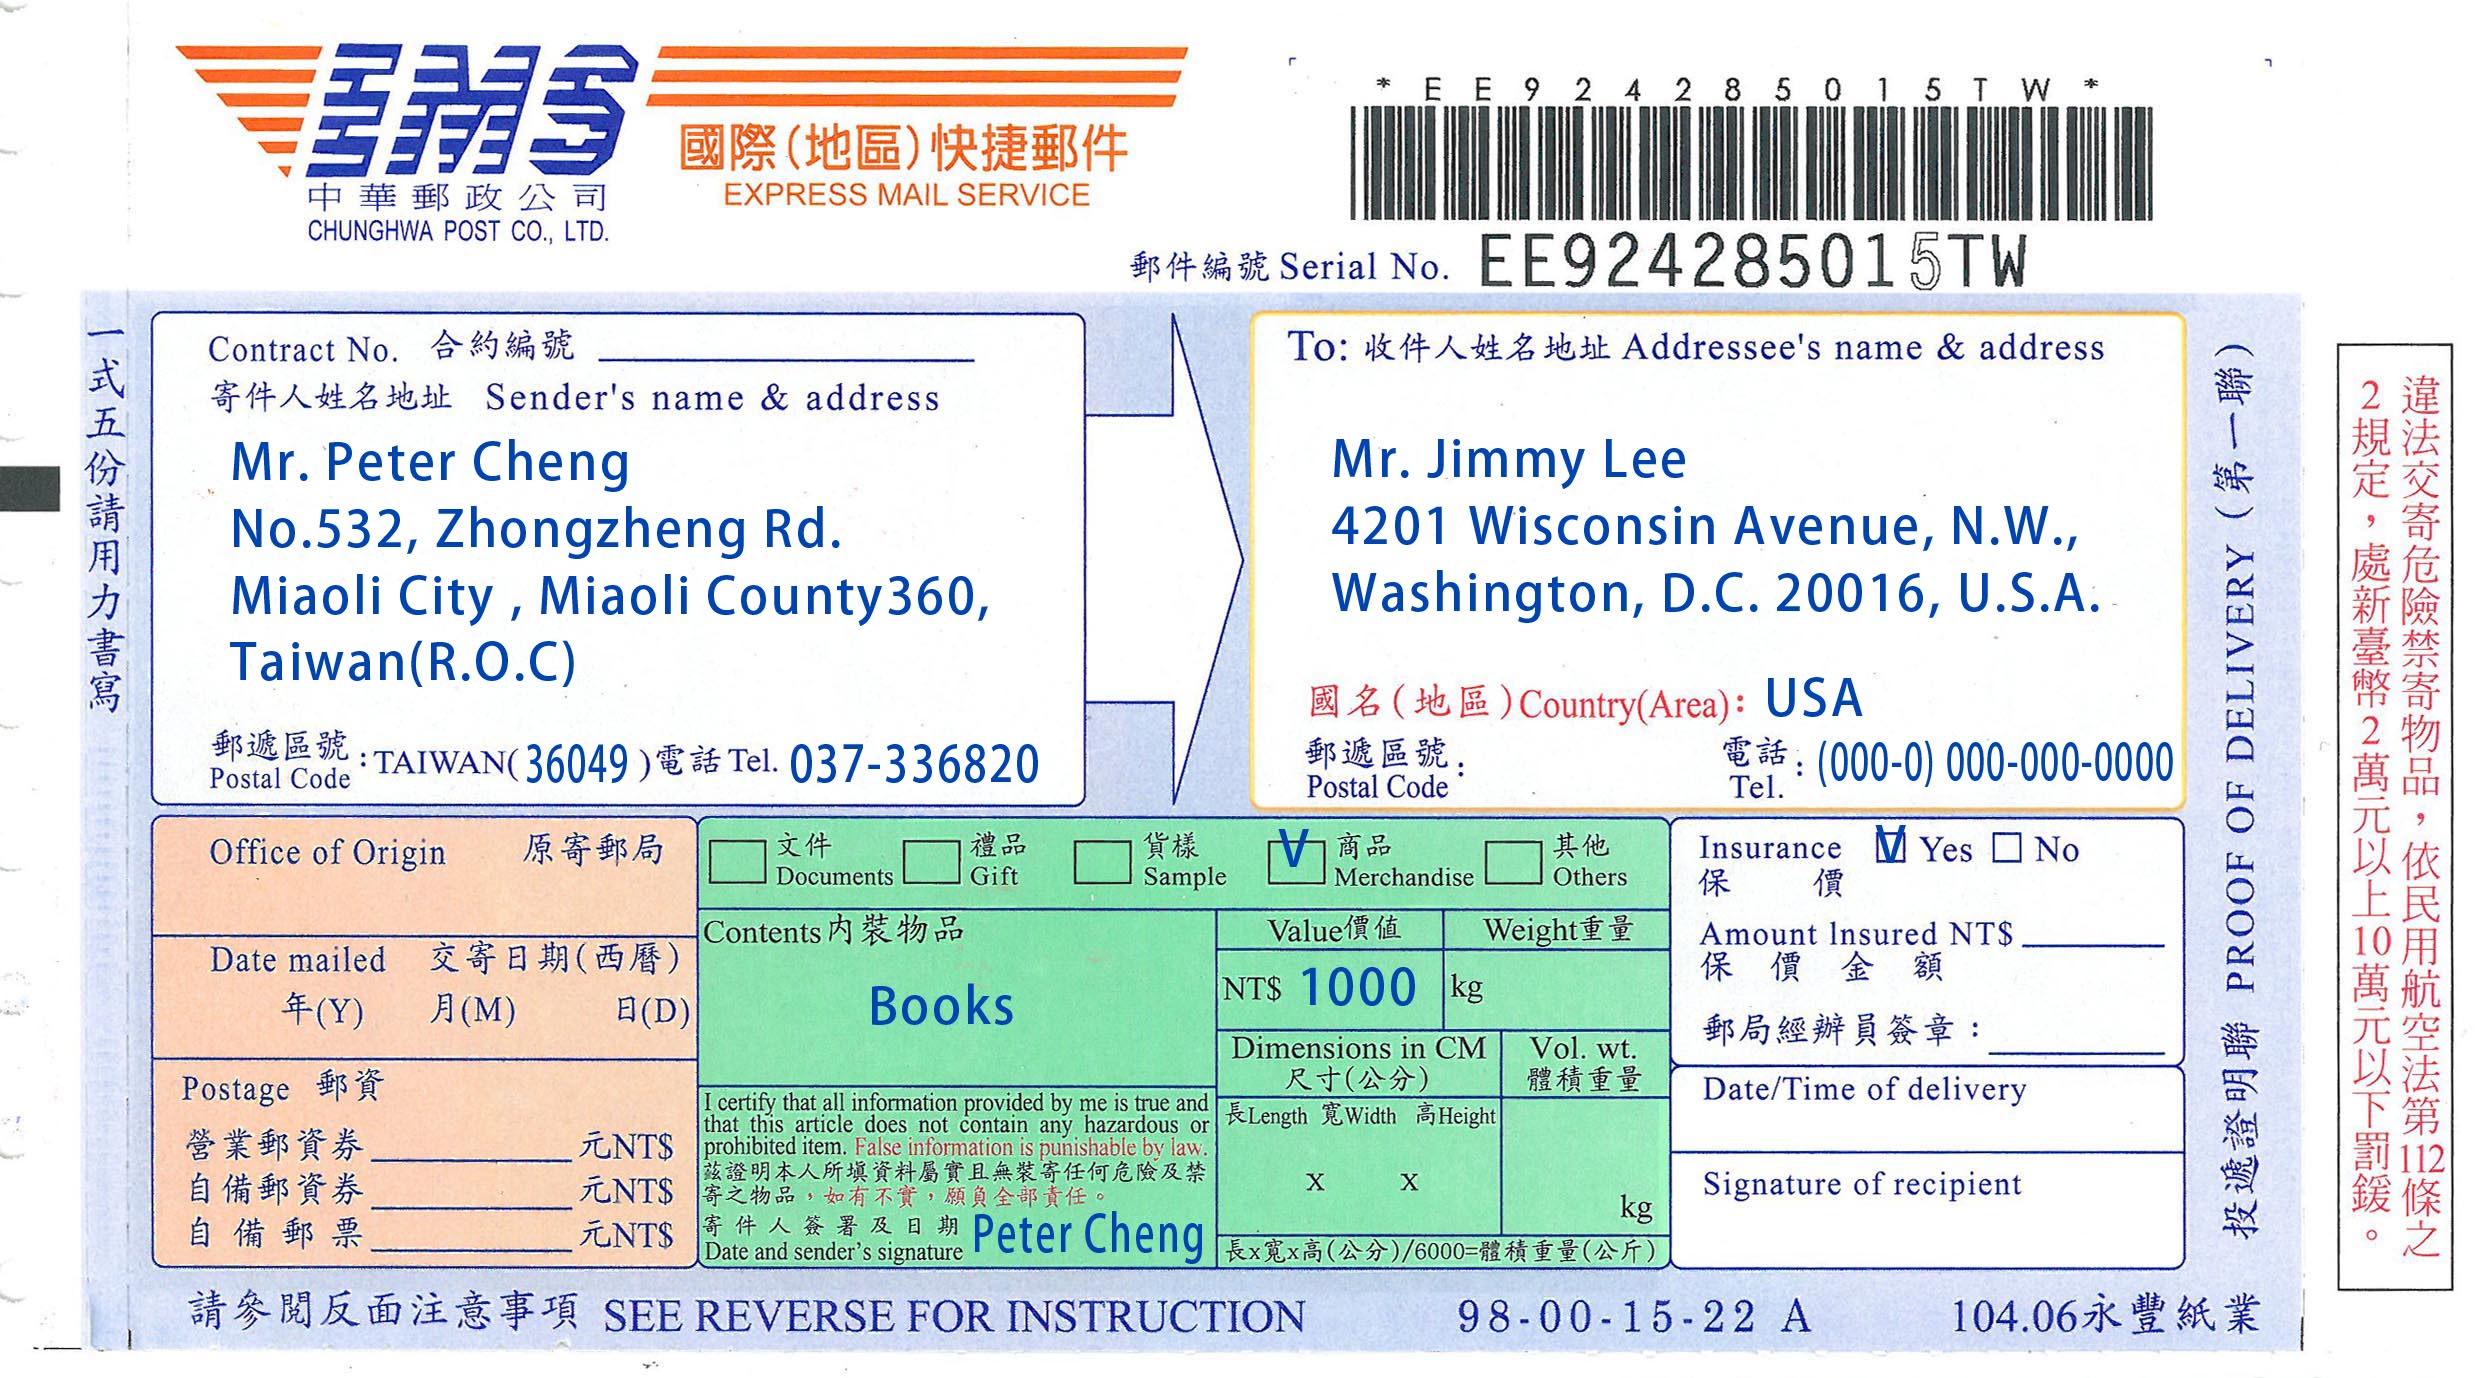 EMS
中華郵政公司
CHUNGHWA POST CO., LTD.
國際(地區)快捷郵件
EXPRESS MAIL SERVICE
*EE924285015TW*
郵件編號 Serial No. EE924285015TW
一式五份請用力書寫
Contract No. 合約編號
寄件人姓名地址 Sender's name & address
Mr. Peter Cheng
No.532, Zhongzheng Rd.
Miaoli City , Miaoli County360,
Taiwan(R.O.C)
郵遞區號
Postal Code : TAIWAN( 36049 ) 電話 Tel. 037-336820
To: 收件人姓名地址 Addressee's name & address
Mr. Jimmy Lee
4201 Wisconsin Avenue, N.W.,
Washington, D.C. 20016, U.S.A.
國名(地區)Country(Area): USA
郵遞區號 :
Postal Code
電話 : (000-0) 000-000-0000
Tel.
Office of Origin 原寄郵局
Date mailed 交寄日期(西曆)
年(Y) 月(M) 日(D)
Postage 郵資
營業郵資券 元NT$
自備郵資券 元NT$
自備郵票 元NT$
文件
Documents
禮品
Gift
貨樣
Sample
V 商品
Merchandise
其他
Others
Contents內裝物品
Books
Value價值
NT$ 1000
Weight重量
kg
Dimensions in CM
尺寸(公分)
長Length 寬Width 高Height
x x
Vol. wt.
體積重量
kg
長x寬x高(公分)/6000=體積重量(公斤)
I certify that all information provided by me is true and
that this article does not contain any hazardous or
prohibited item. False information is punishable by law.
茲證明本人所填資料屬實且無裝寄任何危險及禁
寄之物品，如有不實，願負全部責任。
寄件人簽署及日期
Date and sender's signature Peter Cheng
Insurance V Yes No
保價
Amount Insured NT$
保價金額
郵局經辦員簽章：
Date/Time of delivery
Signature of recipient
投遞證明聯 PROOF OF DELIVERY (第一聯)
違法交寄危險禁寄物品，依民用航空法第112條之
2規定，處新臺幣2萬元以上10萬元以下罰鍰。
請參閱反面注意事項 SEE REVERSE FOR INSTRUCTION 98-00-15-22 A 104.06永豐紙業